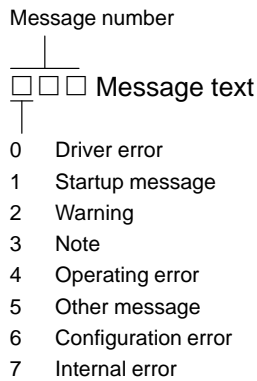 Message number
□□□ Message text
0 Driver error
1 Startup message
2 Warning
3 Note
4 Operating error
5 Other message
6 Configuration error
7 Internal error